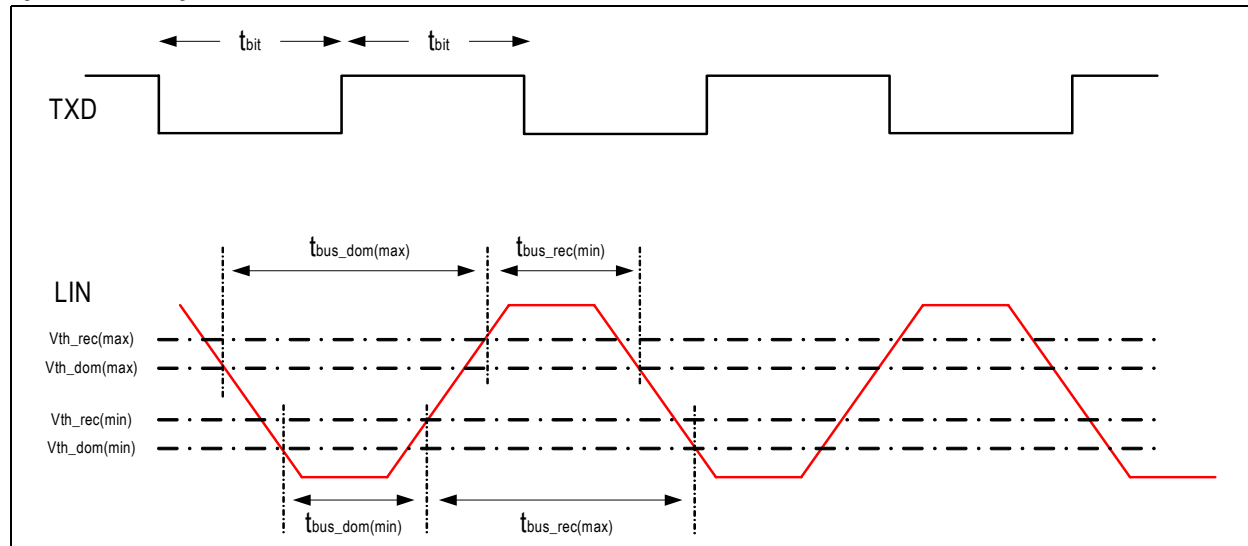 tbit
tbit
TXD
tbus_dom(max)
tbus_rec(min)
LIN
Vth_rec(max)
Vth_dom(max)
Vth_rec(min)
Vth_dom(min)
tbus_dom(min)
tbus_rec(max)